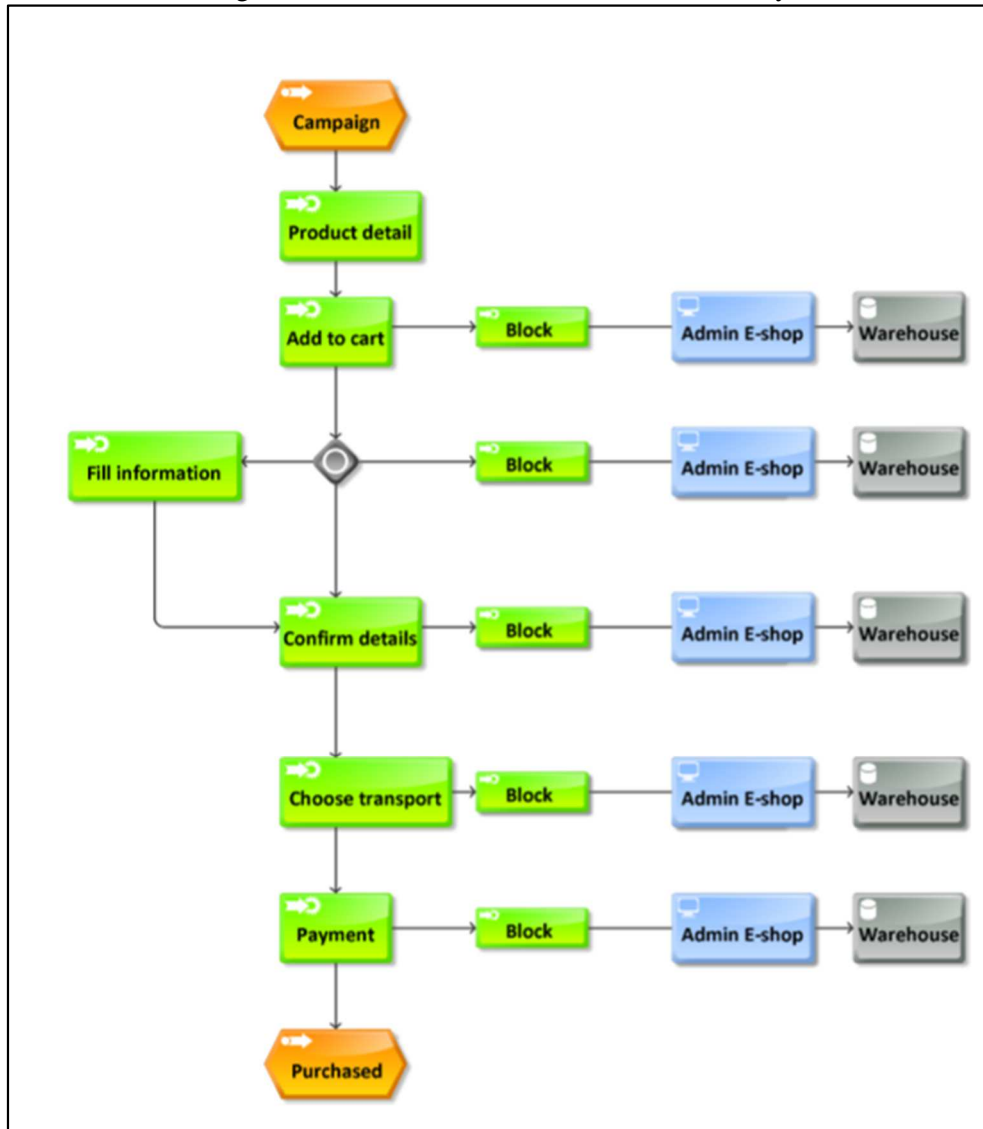 Campaign
Product detail
Add to cart
Block
Admin E-shop
Warehouse
Fill information
Block
Admin E-shop
Warehouse
Confirm details
Block
Admin E-shop
Warehouse
Choose transport
Block
Admin E-shop
Warehouse
Payment
Block
Admin E-shop
Warehouse
Purchased